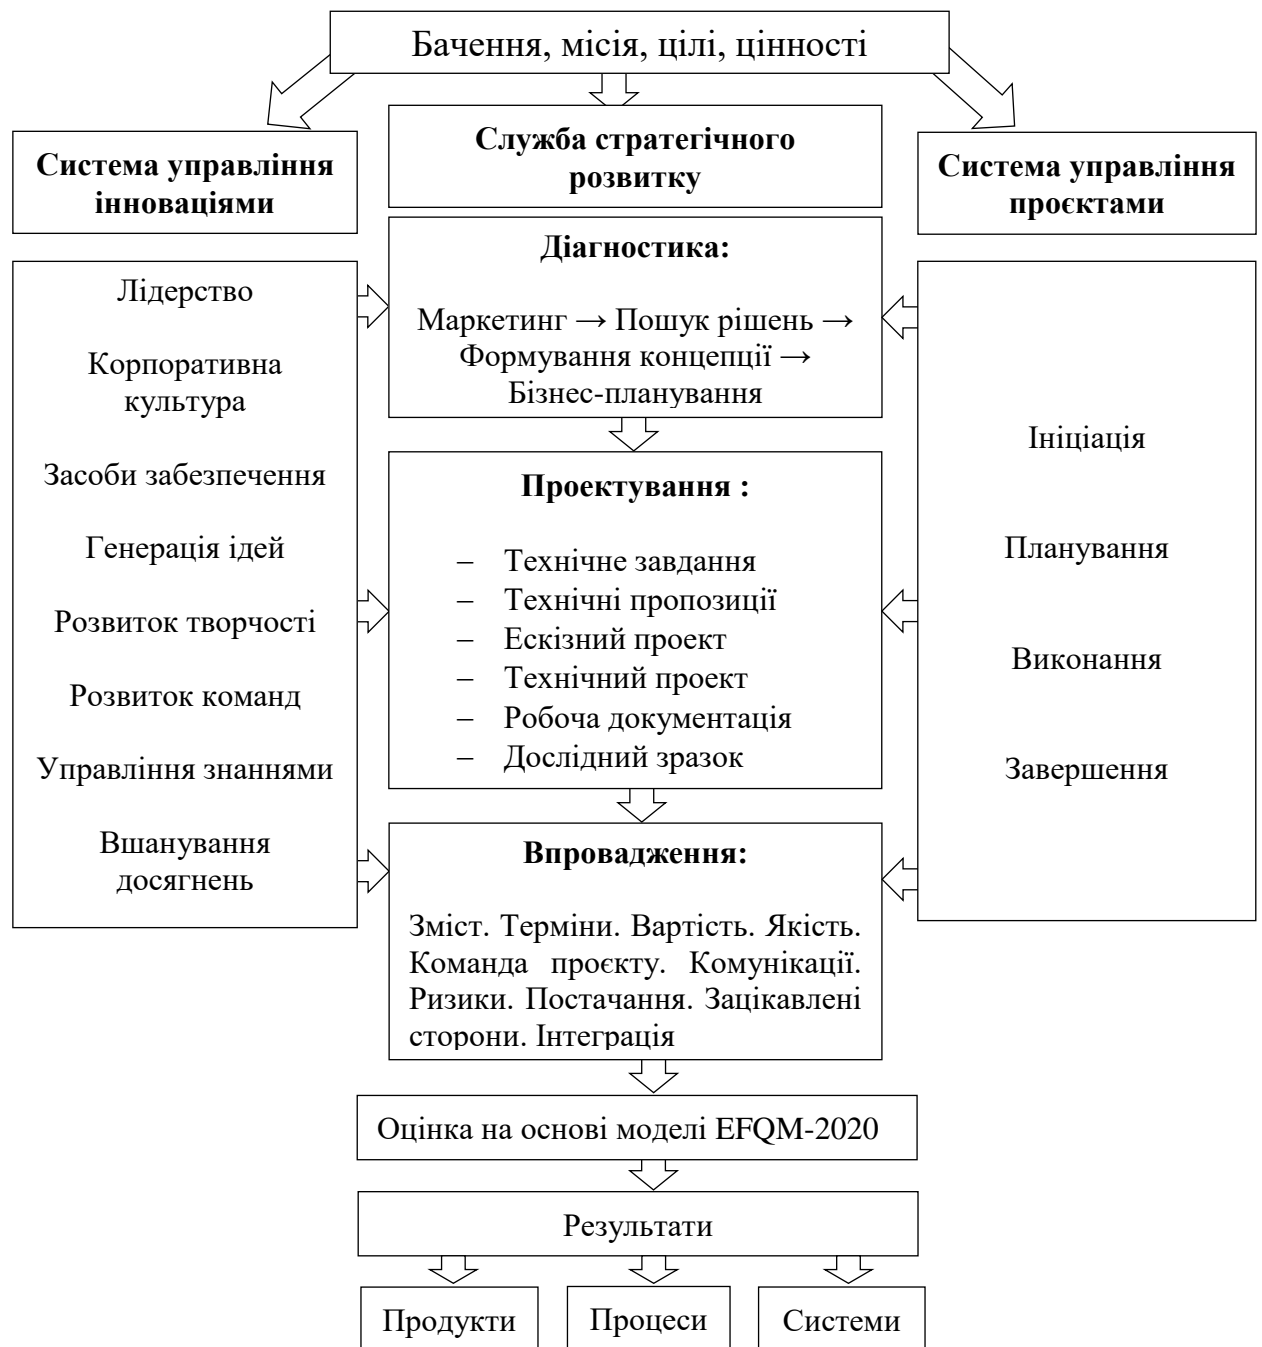 Бачення, місія, цілі, цінності
Система управління
інноваціями
Служба стратегічного
розвитку
Система управління
проєктами
Лідерство
Корпоративна
культура
Засоби забезпечення
Генерація ідей
Розвиток творчості
Розвиток команд
Управління знаннями
Вшанування
досягнень
Діагностика:
Маркетинг → Пошук рішень →
Формування концепції →
Бізнес-планування
Проектування :
– Технічне завдання
– Технічні пропозиції
– Ескізний проект
– Технічний проект
– Робоча документація
– Дослідний зразок
Впровадження:
Зміст. Терміни. Вартість. Якість.
Команда проєкту. Комунікації.
Ризики. Постачання. Зацікавлені
сторони. Інтеграція
Ініціація
Планування
Виконання
Завершення
Оцінка на основі моделі EFQM-2020
Результати
Продукти
Процеси
Системи